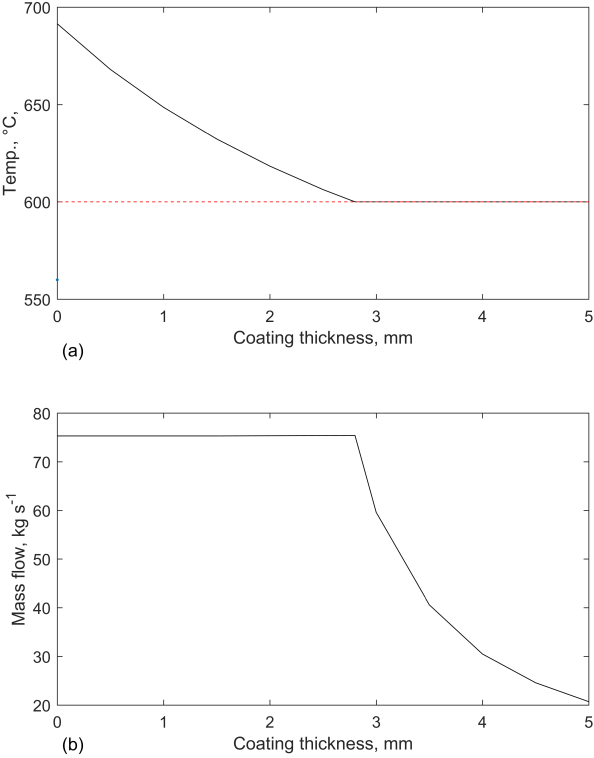 700
650
600
550
Temp., °C,
0 1 2 3 4 5
Coating thickness, mm
(a)
80
70
60
50
40
30
20
Mass flow, kg s⁻¹
0 1 2 3 4 5
Coating thickness, mm
(b)